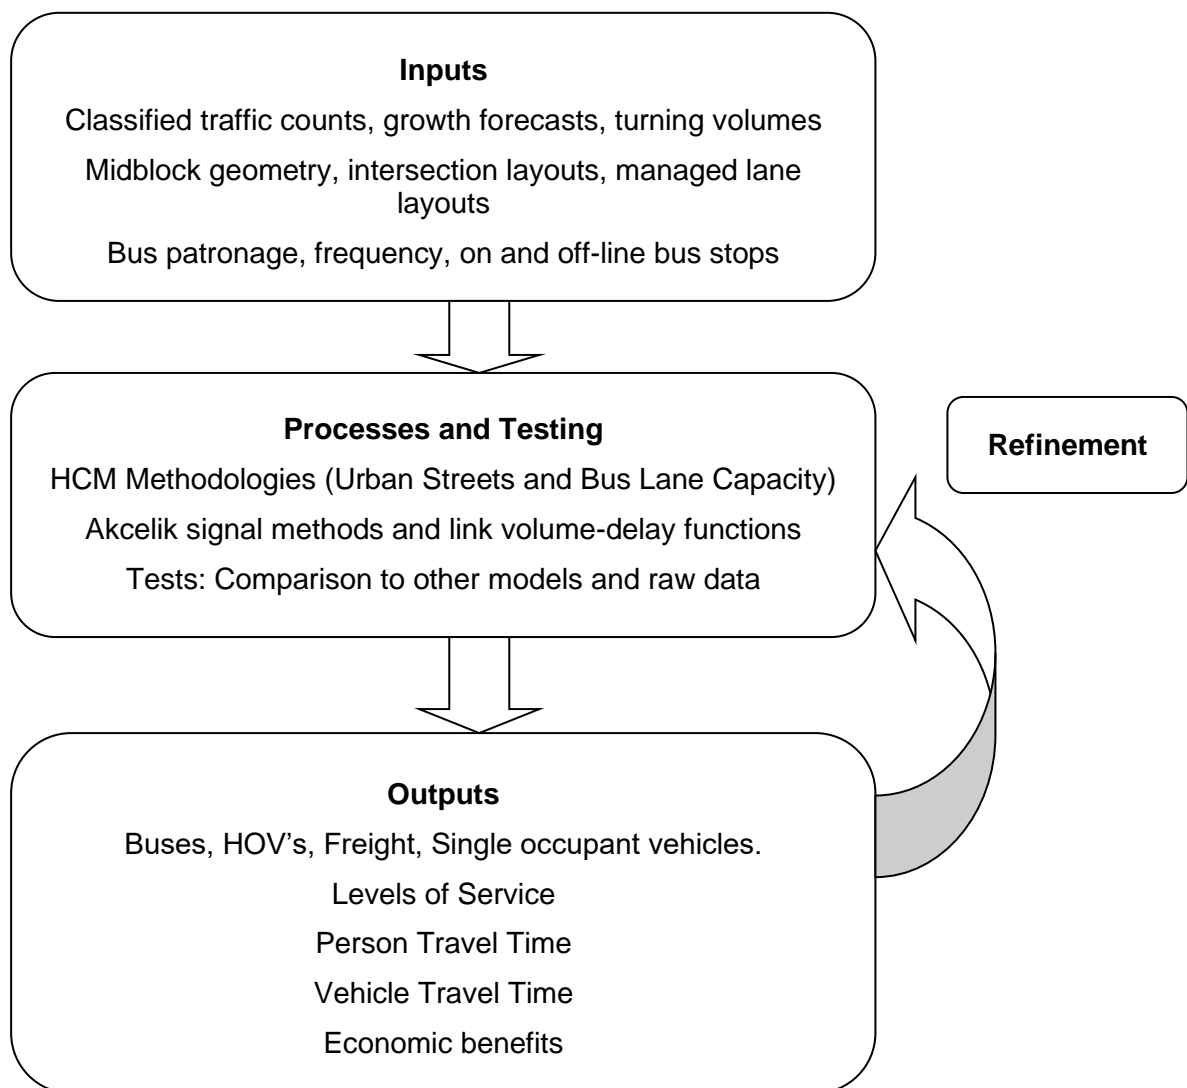 Inputs
Classified traffic counts, growth forecasts, turning volumes
Midblock geometry, intersection layouts, managed lane
layouts
Bus patronage, frequency, on and off-line bus stops
Processes and Testing
HCM Methodologies (Urban Streets and Bus Lane Capacity)
Akcelik signal methods and link volume-delay functions
Tests: Comparison to other models and raw data
Refinement
Outputs
Buses, HOV's, Freight, Single occupant vehicles.
Levels of Service
Person Travel Time
Vehicle Travel Time
Economic benefits